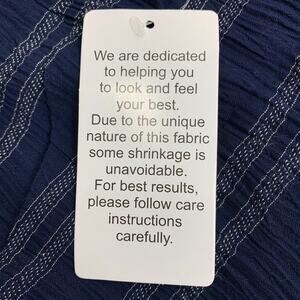 We are dedicated
to helping you
to look and feel
your best.
Due to the unique
nature of this fabric
some shrinkage is
unavoidable.
For best results,
please follow care
instructions
carefully.